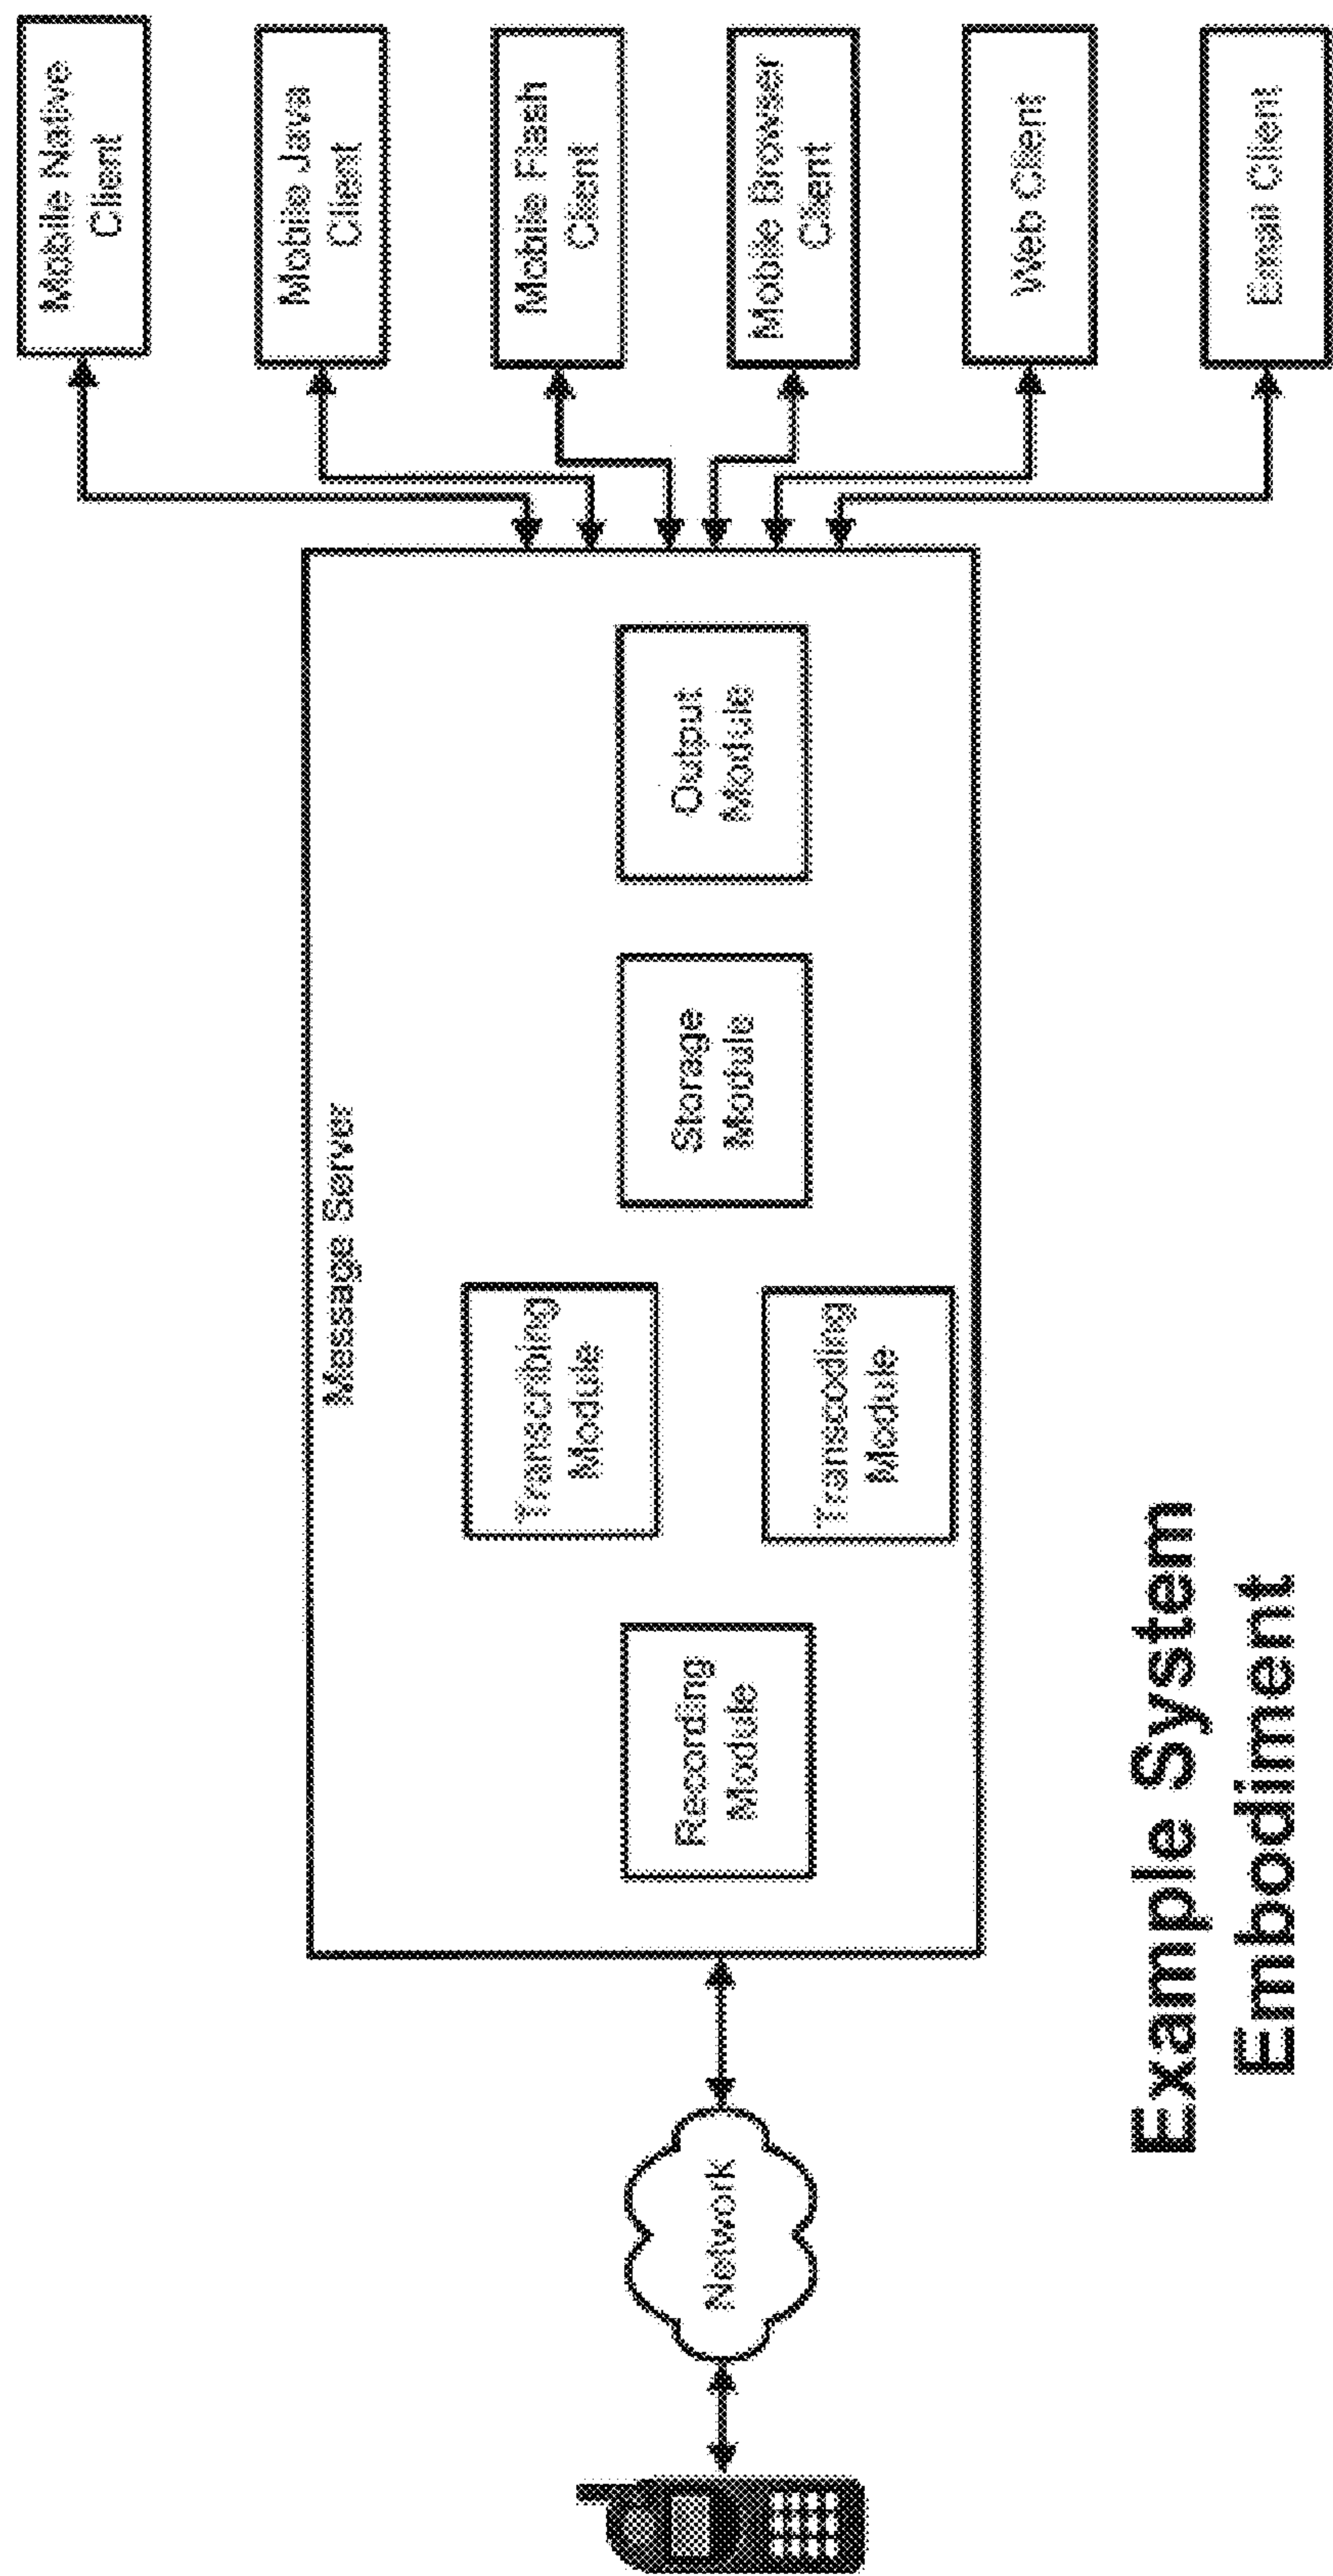 Message Server
Network
Recording
Module
Transcribing
Module
Transcoding
Module
Storage
Module
Output
Module
Mobile Native
Client
Mobile Java
Client
Mobile Flash
Client
Mobile Browser
Client
Web Client
Email Client
Example System
Embodiment